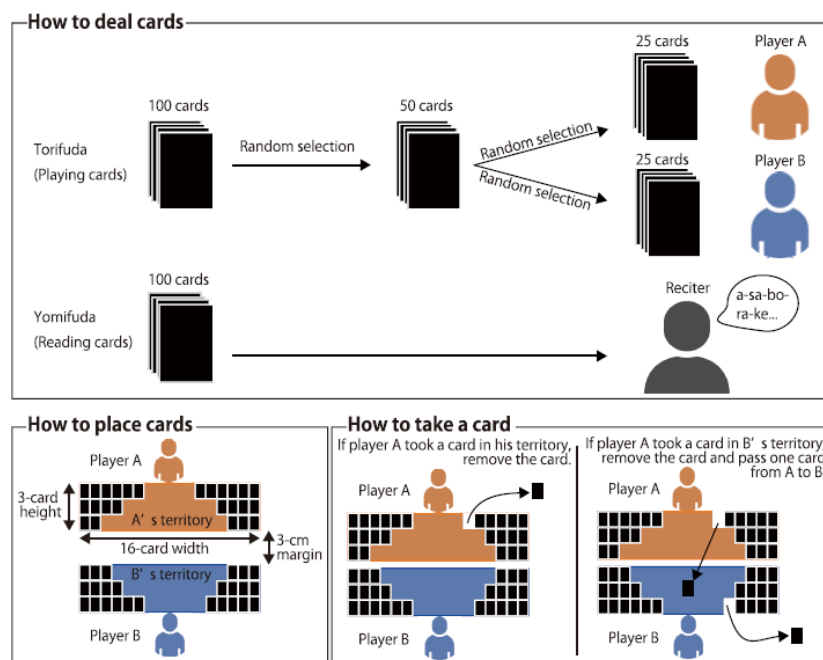 How to deal cards
25 cards
Player A
100 cards
50 cards
Torifuda
(Playing cards)
Random selection
Random selection
Random selection
25 cards
Player B
100 cards
Yomifuda
(Reading cards)
Reciter
a-sa-bo-
ra-ke...
How to place cards
Player A
3-card
height
A's territory
16-card width
3-cm
margin
B's territory
Player B
How to take a card
If player A took a card in his territory,
remove the card.
Player A
Player B
If player A took a card in B's territory,
remove the card and pass one card
from A to B.
Player A
Player B